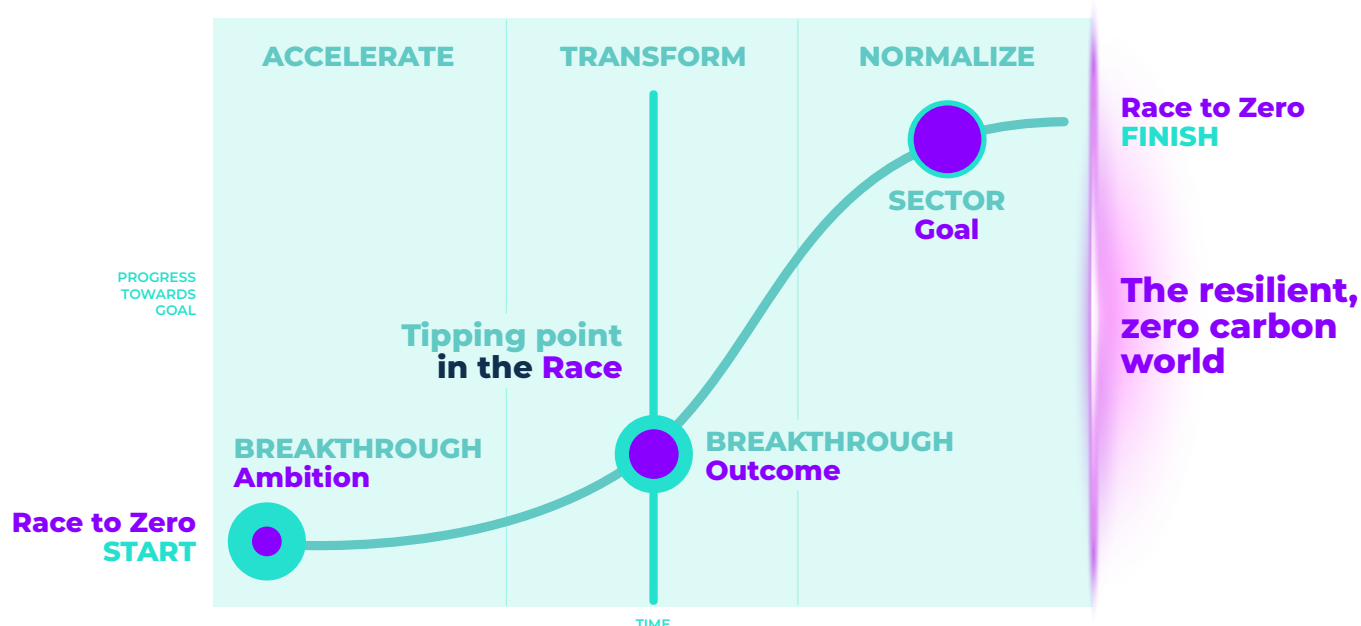 ACCELERATE
TRANSFORM
NORMALIZE
Race to Zero
FINISH
SECTOR
Goal
PROGRESS
TOWARDS
GOAL
The resilient,
zero carbon
world
Tipping point
in the Race
BREAKTHROUGH
Ambition
BREAKTHROUGH
Outcome
Race to Zero
START
TIME